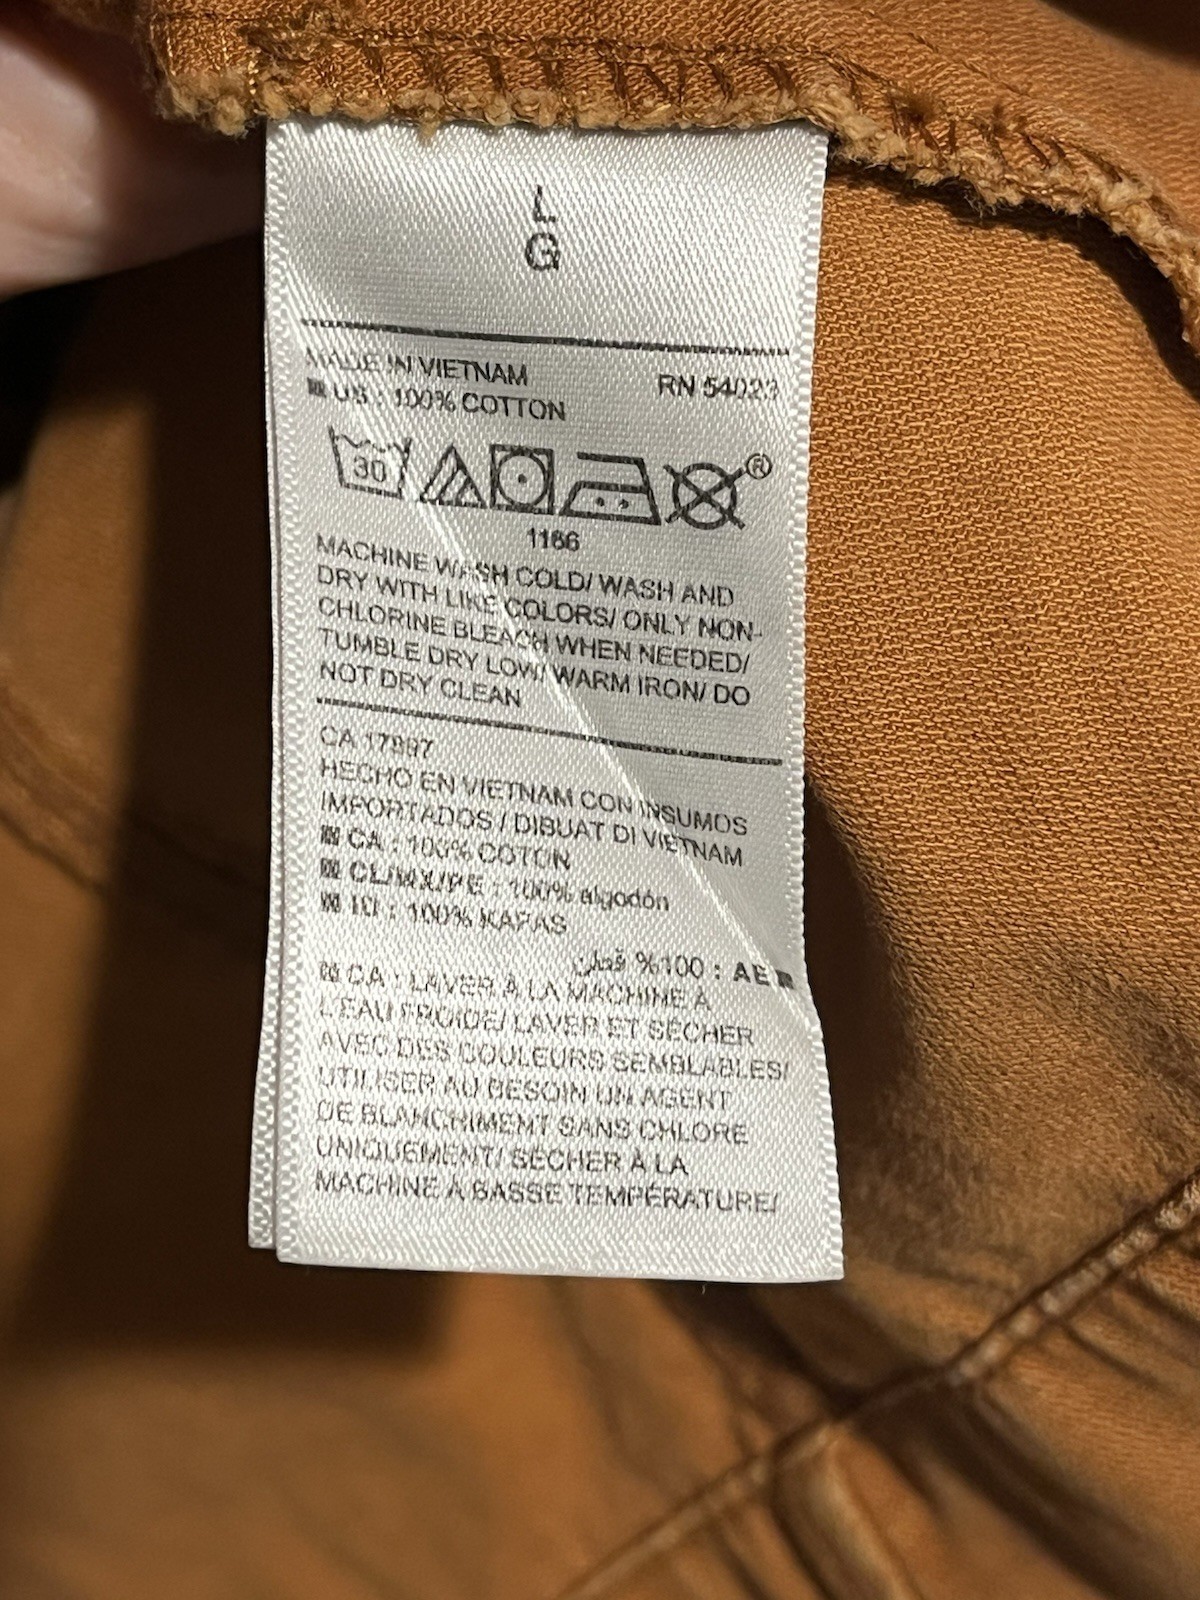 L
G
MADE IN VIETNAM RN 54023
US : 100% COTTON
30
®
1166
MACHINE WASH COLD/ WASH AND
DRY WITH LIKE COLORS/ ONLY NON-
CHLORINE BLEACH WHEN NEEDED/
TUMBLE DRY LOW/ WARM IRON/ DO
NOT DRY CLEAN
CA 17897
HECHO EN VIETNAM CON INSUMOS
IMPORTADOS / DIBUAT DI VIETNAM
CA : 100% COTON
CL/MX/PE : 100% algodón
ID : 100% KAPAS
AE : 100% قطن
CA : LAVER À LA MACHINE À
L'EAU FROIDE/ LAVER ET SÉCHER
AVEC DES COULEURS SEMBLABLES/
UTILISER AU BESOIN UN AGENT
DE BLANCHIMENT SANS CHLORE
UNIQUEMENT/ SÉCHER À LA
MACHINE À BASSE TEMPÉRATURE/